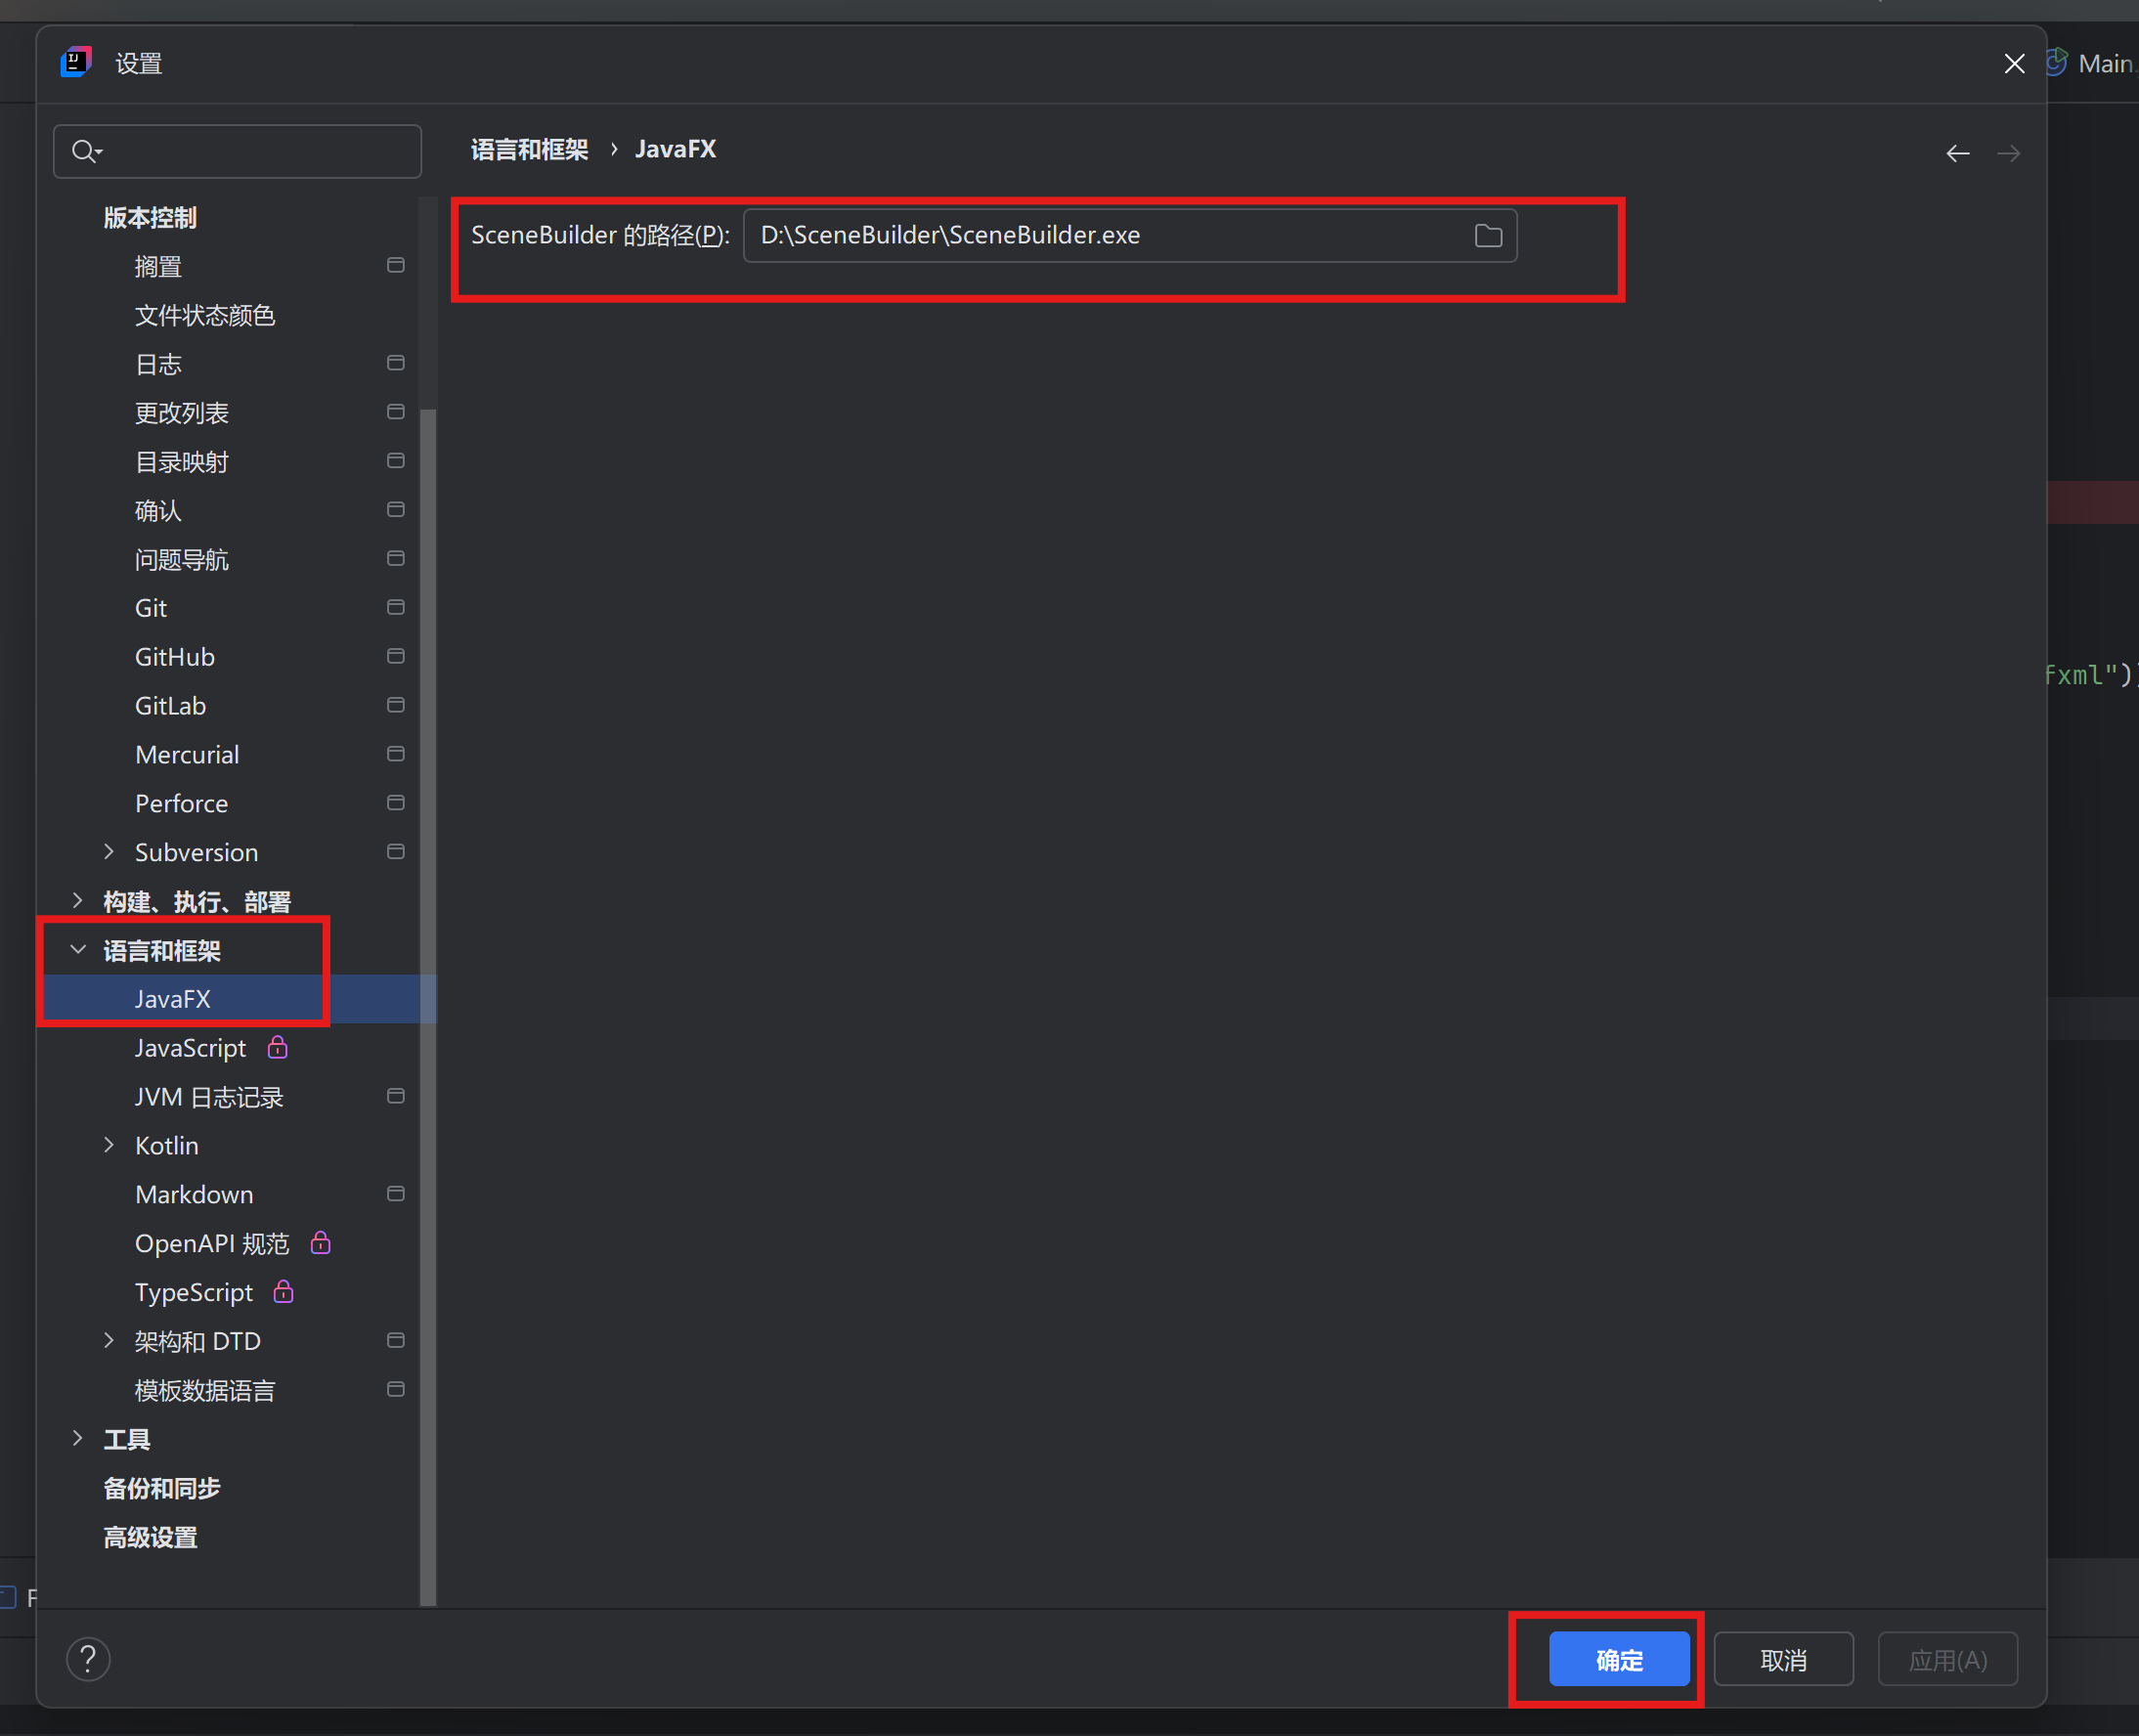 设置
Main.
语言和框架 › JavaFX
SceneBuilder 的路径(P):
D:\SceneBuilder\SceneBuilder.exe
版本控制
搁置
文件状态颜色
日志
更改列表
目录映射
确认
问题导航
Git
GitHub
GitLab
Mercurial
Perforce
Subversion
构建、执行、部署
语言和框架
JavaFX
JavaScript
JVM 日志记录
Kotlin
Markdown
OpenAPI 规范
TypeScript
架构和 DTD
模板数据语言
工具
备份和同步
高级设置
fxml")
F
?
确定
取消
应用(A)